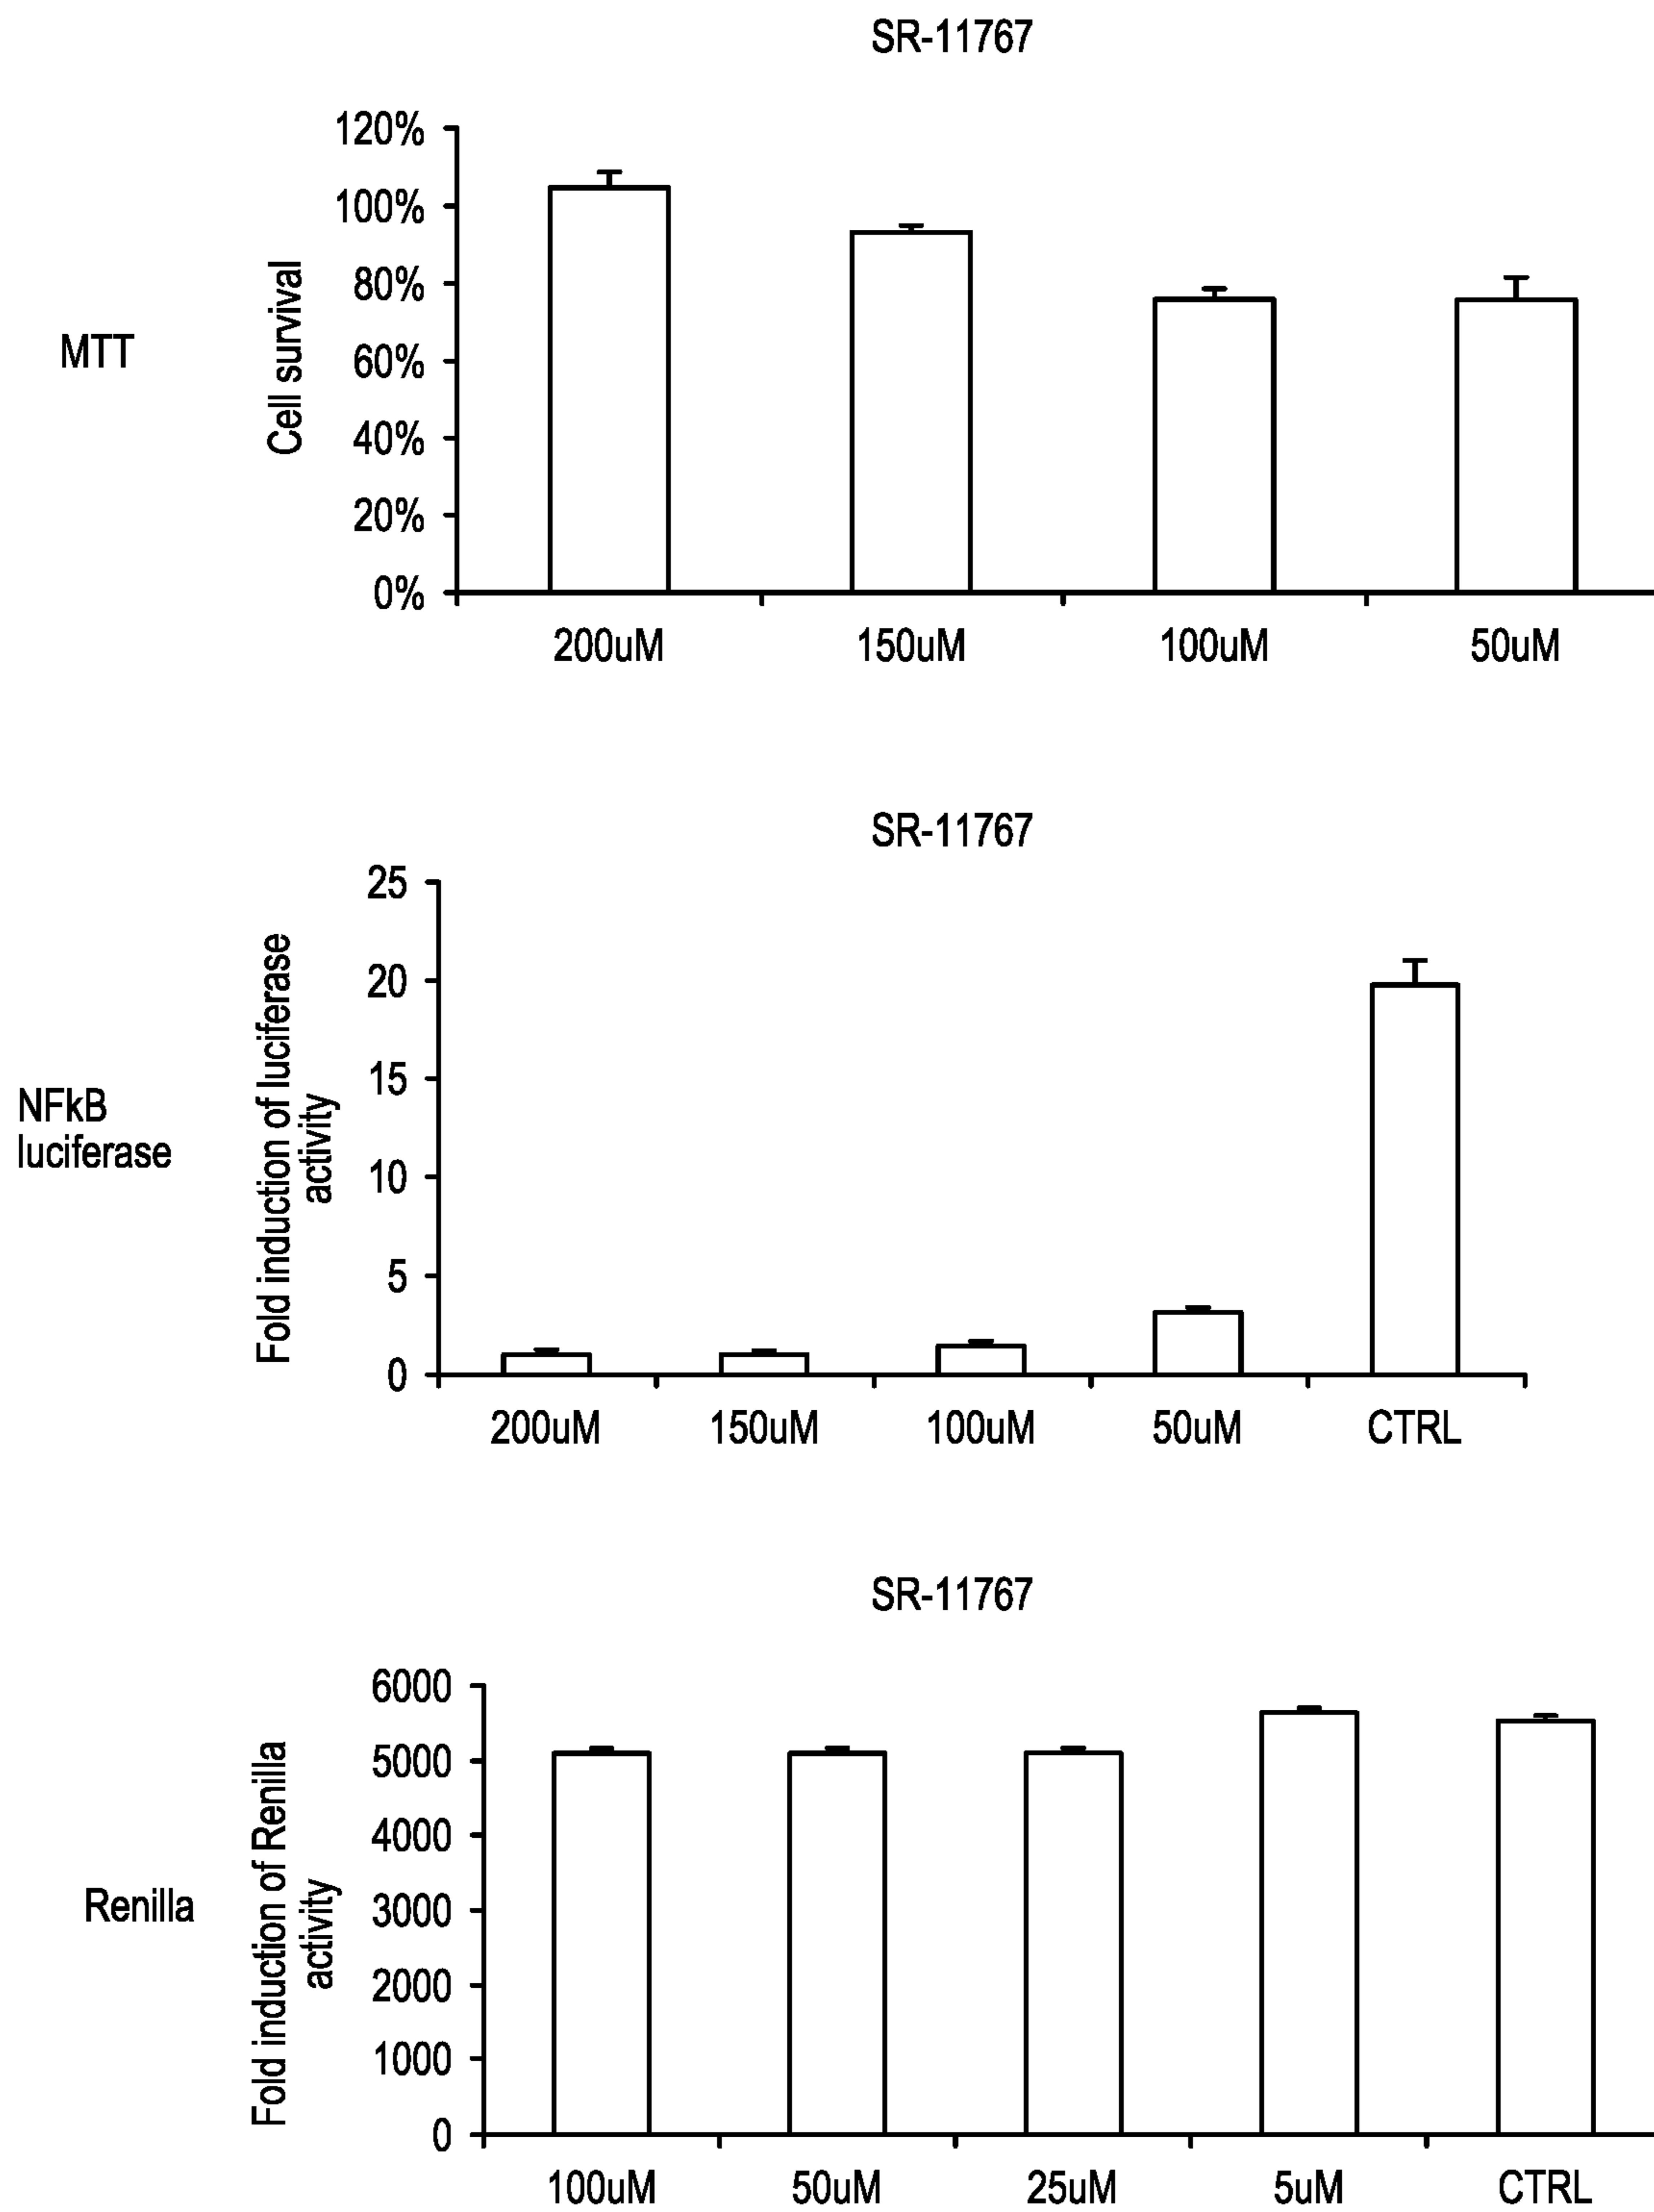 SR-11767
MTT
Cell survival
120%
100%
80%
60%
40%
20%
0%
200uM
150uM
100uM
50uM
SR-11767
NFkB
luciferase
Fold induction of luciferase
activity
25
20
15
10
5
0
200uM
150uM
100uM
50uM
CTRL
SR-11767
Renilla
Fold induction of Renilla
activity
6000
5000
4000
3000
2000
1000
0
100uM
50uM
25uM
5uM
CTRL